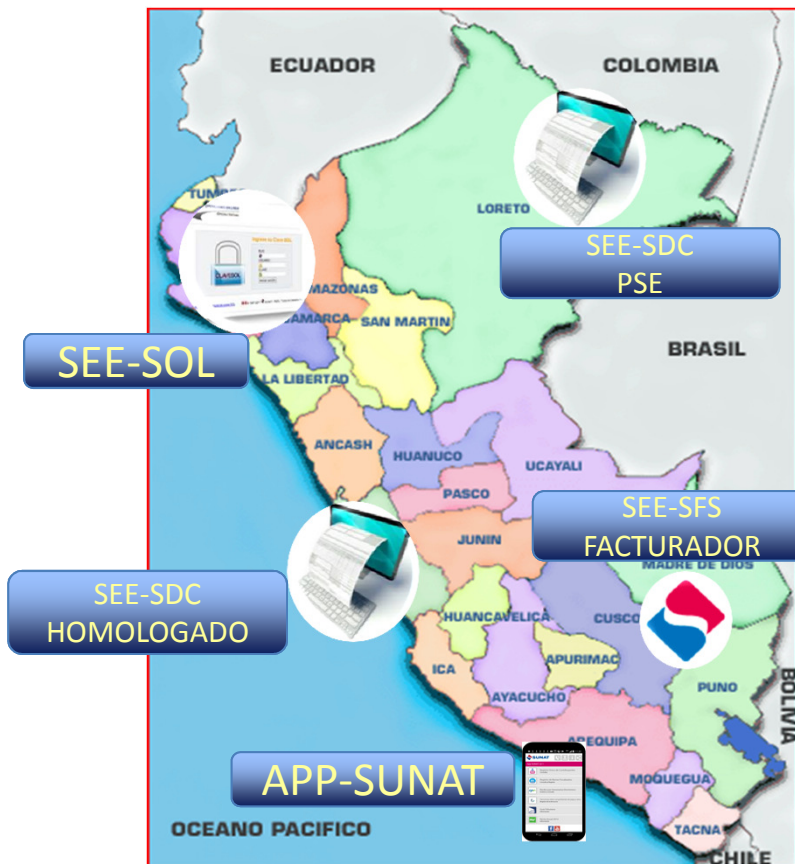 ECUADOR
COLOMBIA
LORETO
SEE-SDC
PSE
SAN MARTIN
SEE-SOL
BRASIL
LA LIBERTAD
ANCASH
HUANUCO
UCAYALI
PASCO
SEE-SFS
FACTURADOR
JUNIN
MADRE DE DIOS
SEE-SDC
HOMOLOGADO
HUANCAVELICA
CUSCO
APURIMAC
ICA
PUNO
AYACUCHO
BOLIVIA
AREQUIPA
APP-SUNAT
SUNAT
MOQUEGUA
OCEANO PACIFICO
TACNA
CHILE